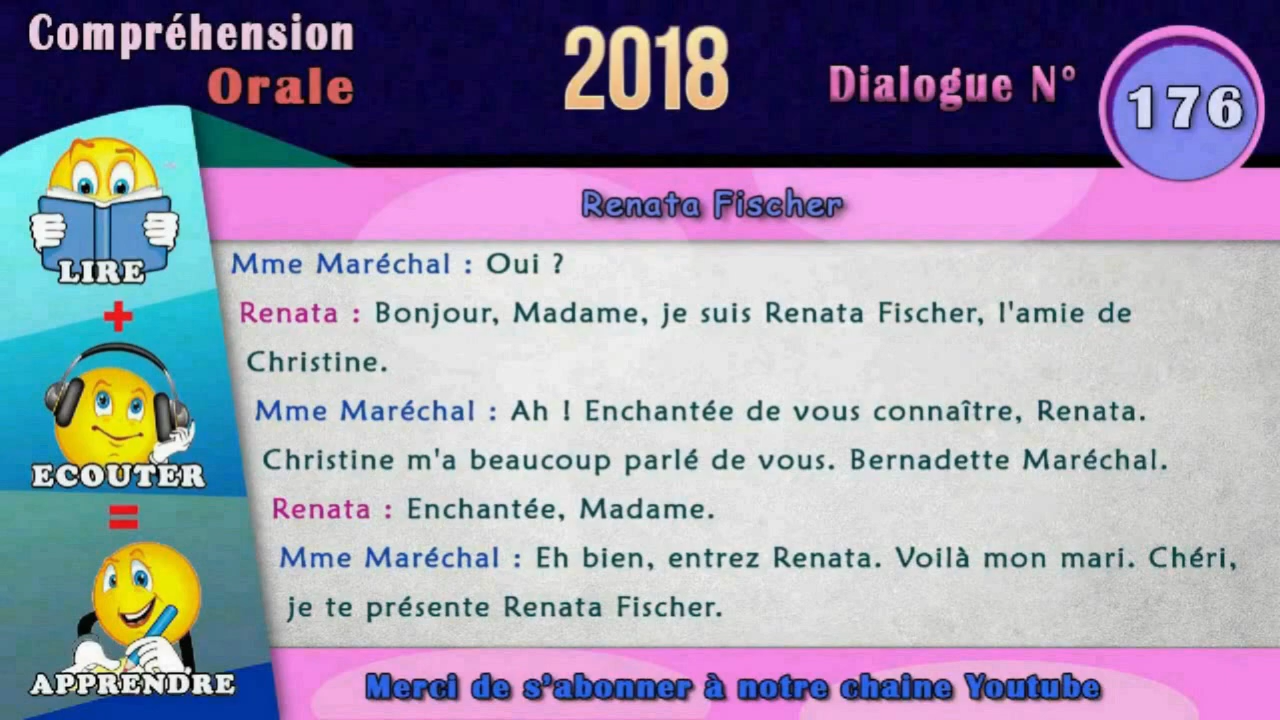 Compréhension
Orale
2018
Dialogue N°
176
Renata Fischer
LIRE
+
ECOUTER
=
APPRENDRE
Mme Maréchal : Oui ?
Renata : Bonjour, Madame, je suis Renata Fischer, l'amie de
Christine.
Mme Maréchal : Ah ! Enchantée de vous connaître, Renata.
Christine m'a beaucoup parlé de vous. Bernadette Maréchal.
Renata : Enchantée, Madame.
Mme Maréchal : Eh bien, entrez Renata. Voilà mon mari. Chéri,
je te présente Renata Fischer.
Merci de s'abonner à notre chaine Youtube